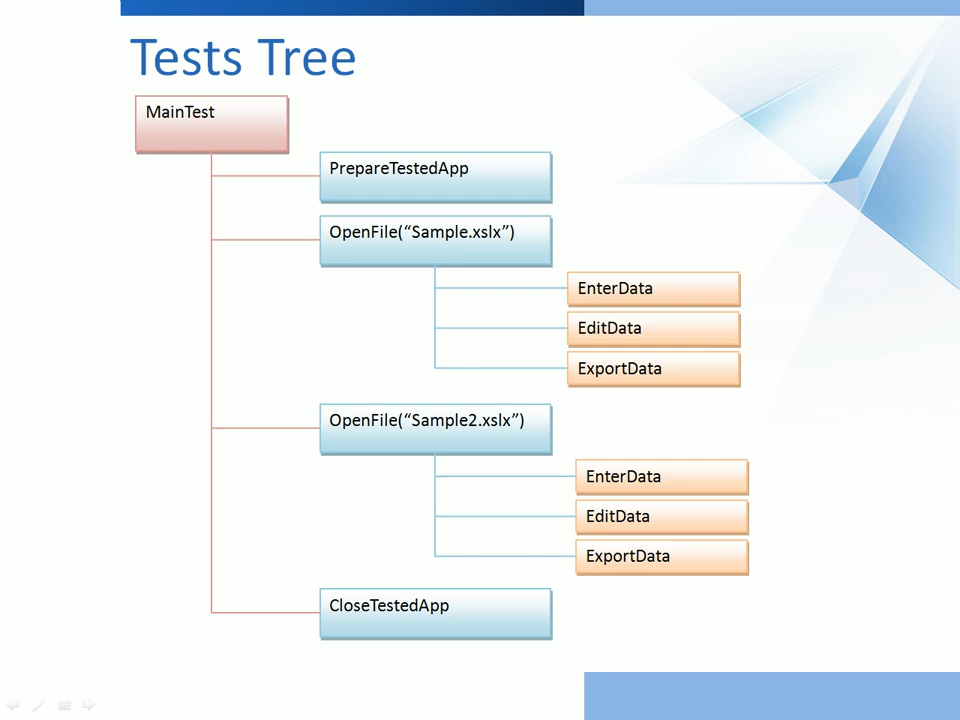 Tests Tree
MainTest
PrepareTestedApp
OpenFile(“Sample.xslx”)
EnterData
EditData
ExportData
OpenFile(“Sample2.xslx”)
EnterData
EditData
ExportData
CloseTestedApp